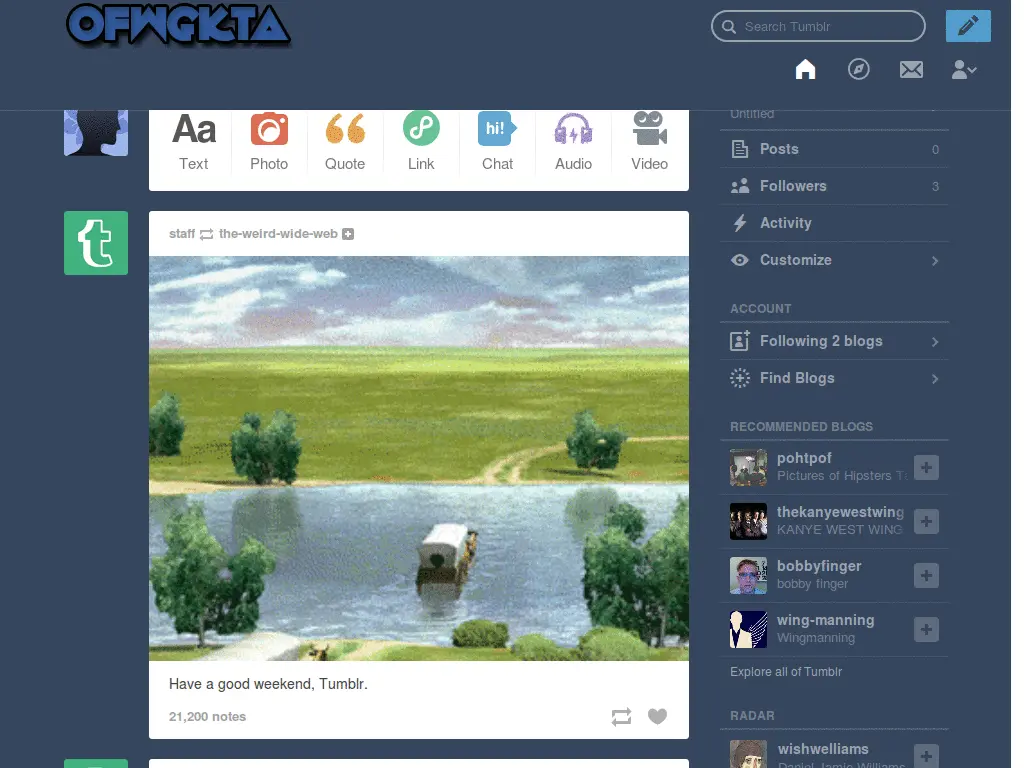 OFWGKTA
Search Tumblr
Aa
hi!
Text
Photo
Quote
Link
Chat
Audio
Video
staff the-weird-wide-web
Have a good weekend, Tumblr.
21,200 notes
Untitled
Posts 0
Followers 3
Activity
Customize
ACCOUNT
Following 2 blogs
Find Blogs
RECOMMENDED BLOGS
pohtpof
Pictures of Hipsters T
thekanyewestwing
KANYE WEST WING
bobbyfinger
bobby finger
wing-manning
Wingmanning
Explore all of Tumblr
RADAR
wishwelliams
Daniel Jamie Williams